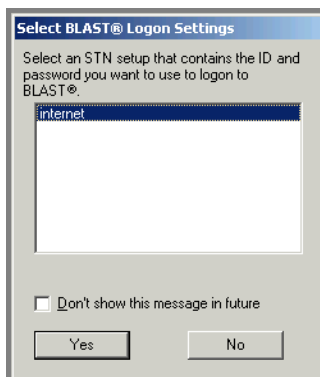 Select BLAST® Logon Settings
Select an STN setup that contains the ID and
password you want to use to logon to
BLAST®.
internet
Don't show this message in future
Yes
No